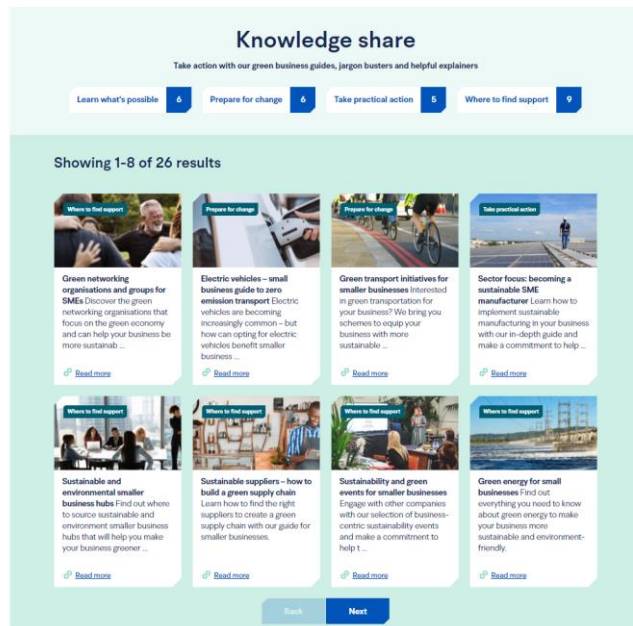 Knowledge share
Take action with our green business guides, jargon busters and helpful explainers
Learn what's possible 6 Prepare for change 6 Take practical action 5 Where to find support 9
Showing 1-8 of 26 results
Where to find support
Green networking
organisations and groups for
SMEs Discover the green
networking organisations that
focus on the green economy
and can help your business be
more sustainab ...
Read more
Prepare for change
Electric vehicles – small
business guide to zero
emission transport Electric
vehicles are becoming
increasingly common – but
how can opting for electric
vehicles benefit smaller
business ...
Read more
Prepare for change
Green transport initiatives for
smaller businesses Interested
in green transportation for
your business? We bring you
schemes to equip your
business with more
sustainable ...
Read more
Take practical action
Sector focus: becoming a
sustainable SME
manufacturer Learn how to
implement sustainable
manufacturing in your business
with our in-depth guide and
make a commitment to help ...
Read more
Where to find support
Sustainable and
environmental smaller
business hubs Find out where
to source sustainable and
environment smaller business
hubs that will help you make
your business greener ...
Read more
Where to find support
Sustainable suppliers – how to
build a green supply chain
Learn how to find the right
suppliers to create a green
supply chain with our guide for
smaller businesses.
Read more
Where to find support
Sustainability and green
events for smaller businesses
Engage with other companies
with our selection of business-
centric sustainability events
and make a commitment to
help t ...
Read more
Where to find support
Green energy for small
businesses Find out
everything you need to know
about green energy to make
your business more
sustainable and environment-
friendly.
Read more
Back Next